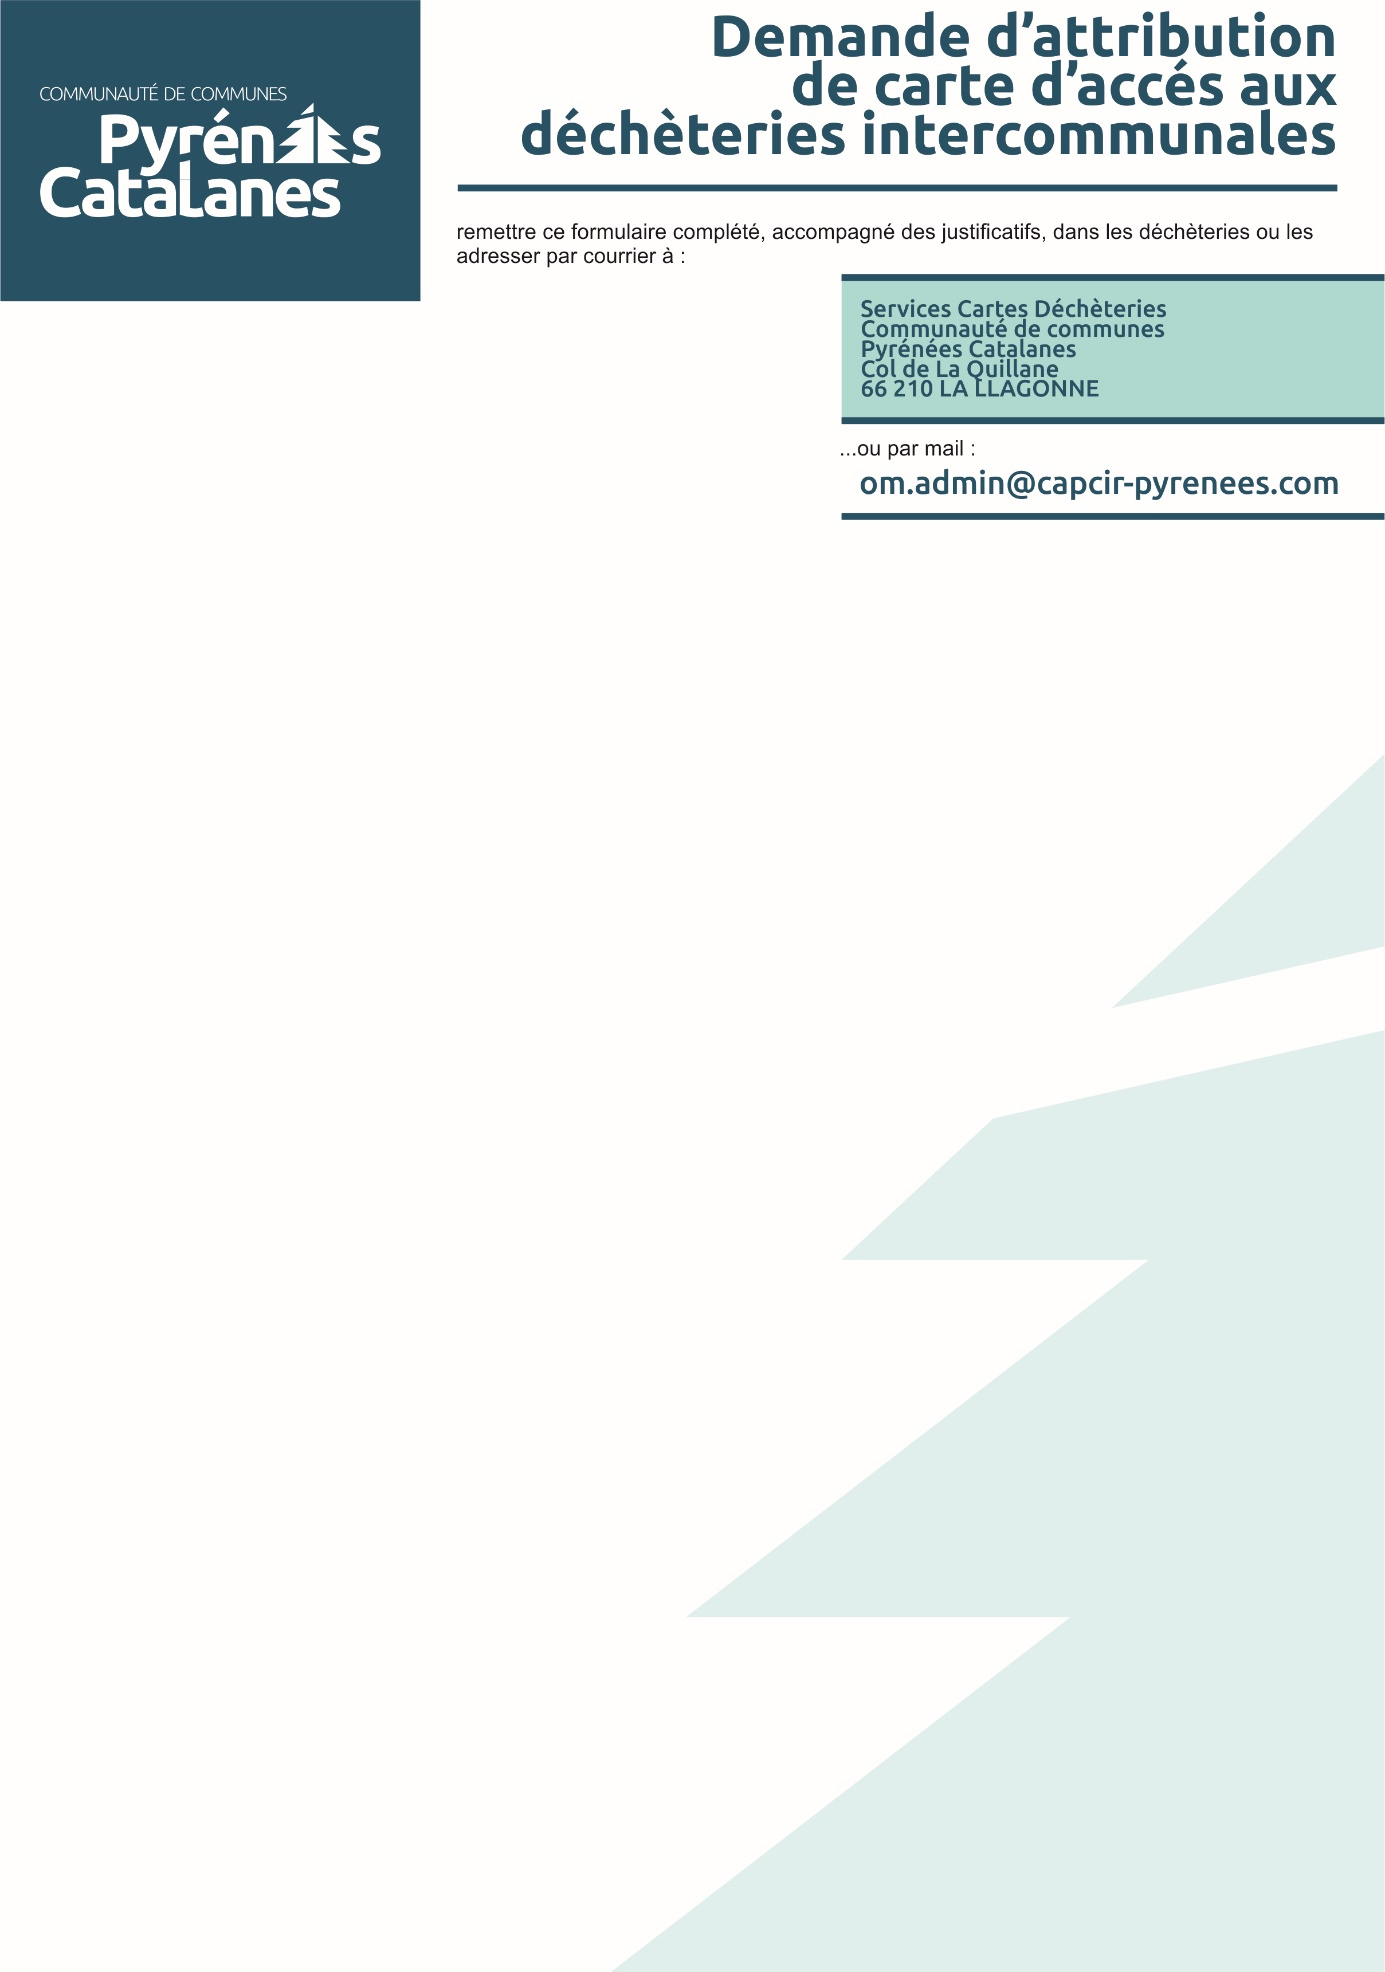 COMMUNAUTÉ DE COMMUNES
Pyrénées
Catalanes
Demande d’attribution
de carte d’accés aux
déchèteries intercommunales
remettre ce formulaire complété, accompagné des justificatifs, dans les déchèteries ou les
adresser par courrier à :
Services Cartes Déchèteries
Communauté de communes
Pyrénées Catalanes
Col de La Quillane
66 210 LA LLAGONNE
...ou par mail :
om.admin@capcir-pyrenees.com